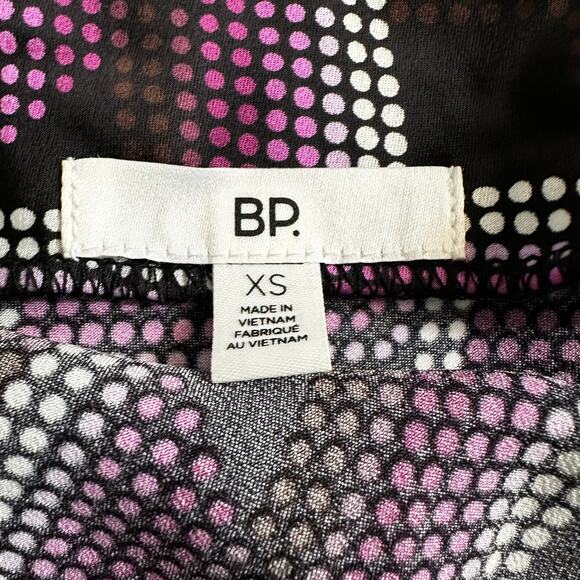 BP.
XS
MADE IN
VIETNAM
FABRIQUÉ
AU VIETNAM